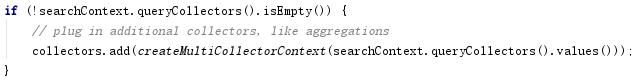 if (!searchContext.queryCollectors().isEmpty()) {
// plug in additional collectors, like aggregations
collectors.add(createMultiCollectorContext(searchContext.queryCollectors().values()));
}